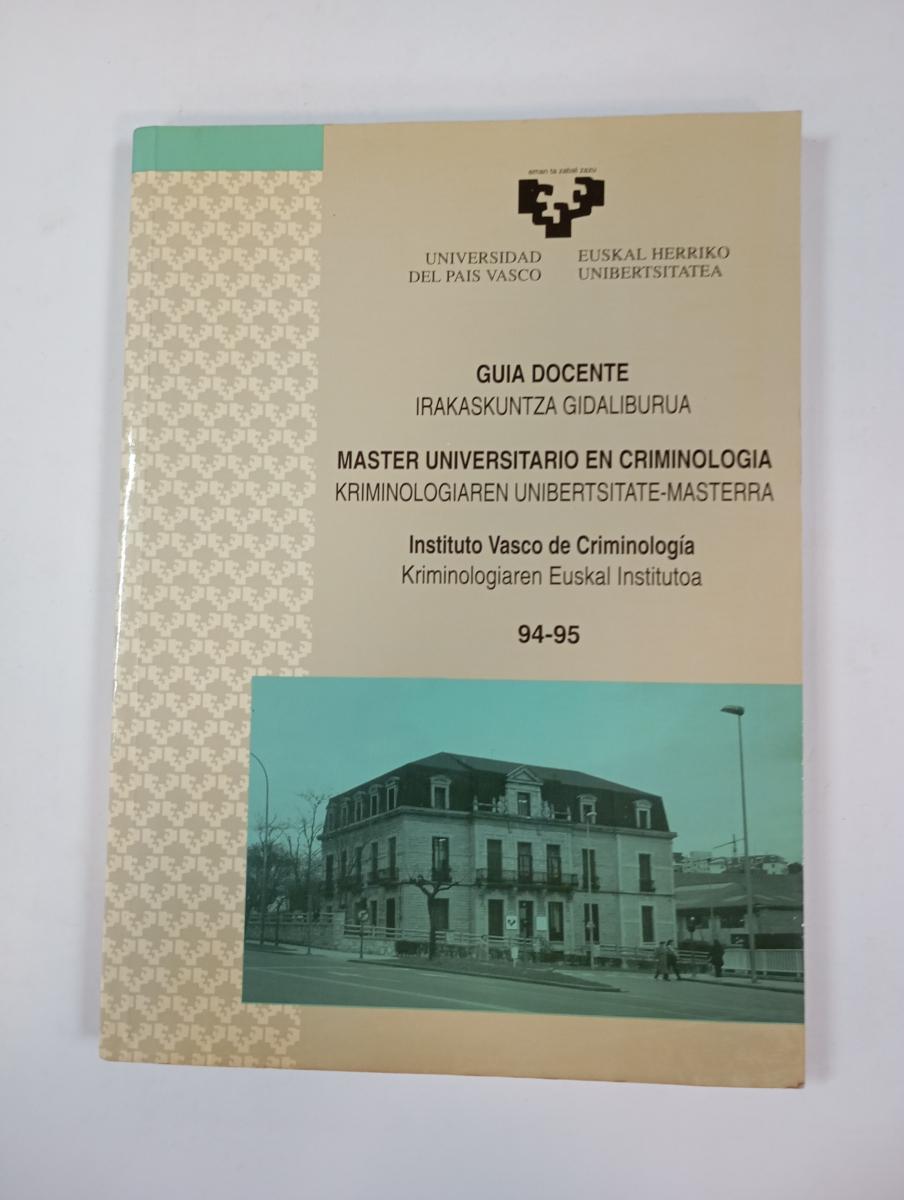 eman ta zabal zazu
UNIVERSIDAD
DEL PAIS VASCO
EUSKAL HERRIKO
UNIBERTSITATEA
GUIA DOCENTE
IRAKASKUNTZA GIDALIBURUA
MASTER UNIVERSITARIO EN CRIMINOLOGIA
KRIMINOLOGIAREN UNIBERTSITATE-MASTERRA
Instituto Vasco de Criminología
Kriminologiaren Euskal Institutoa
94-95